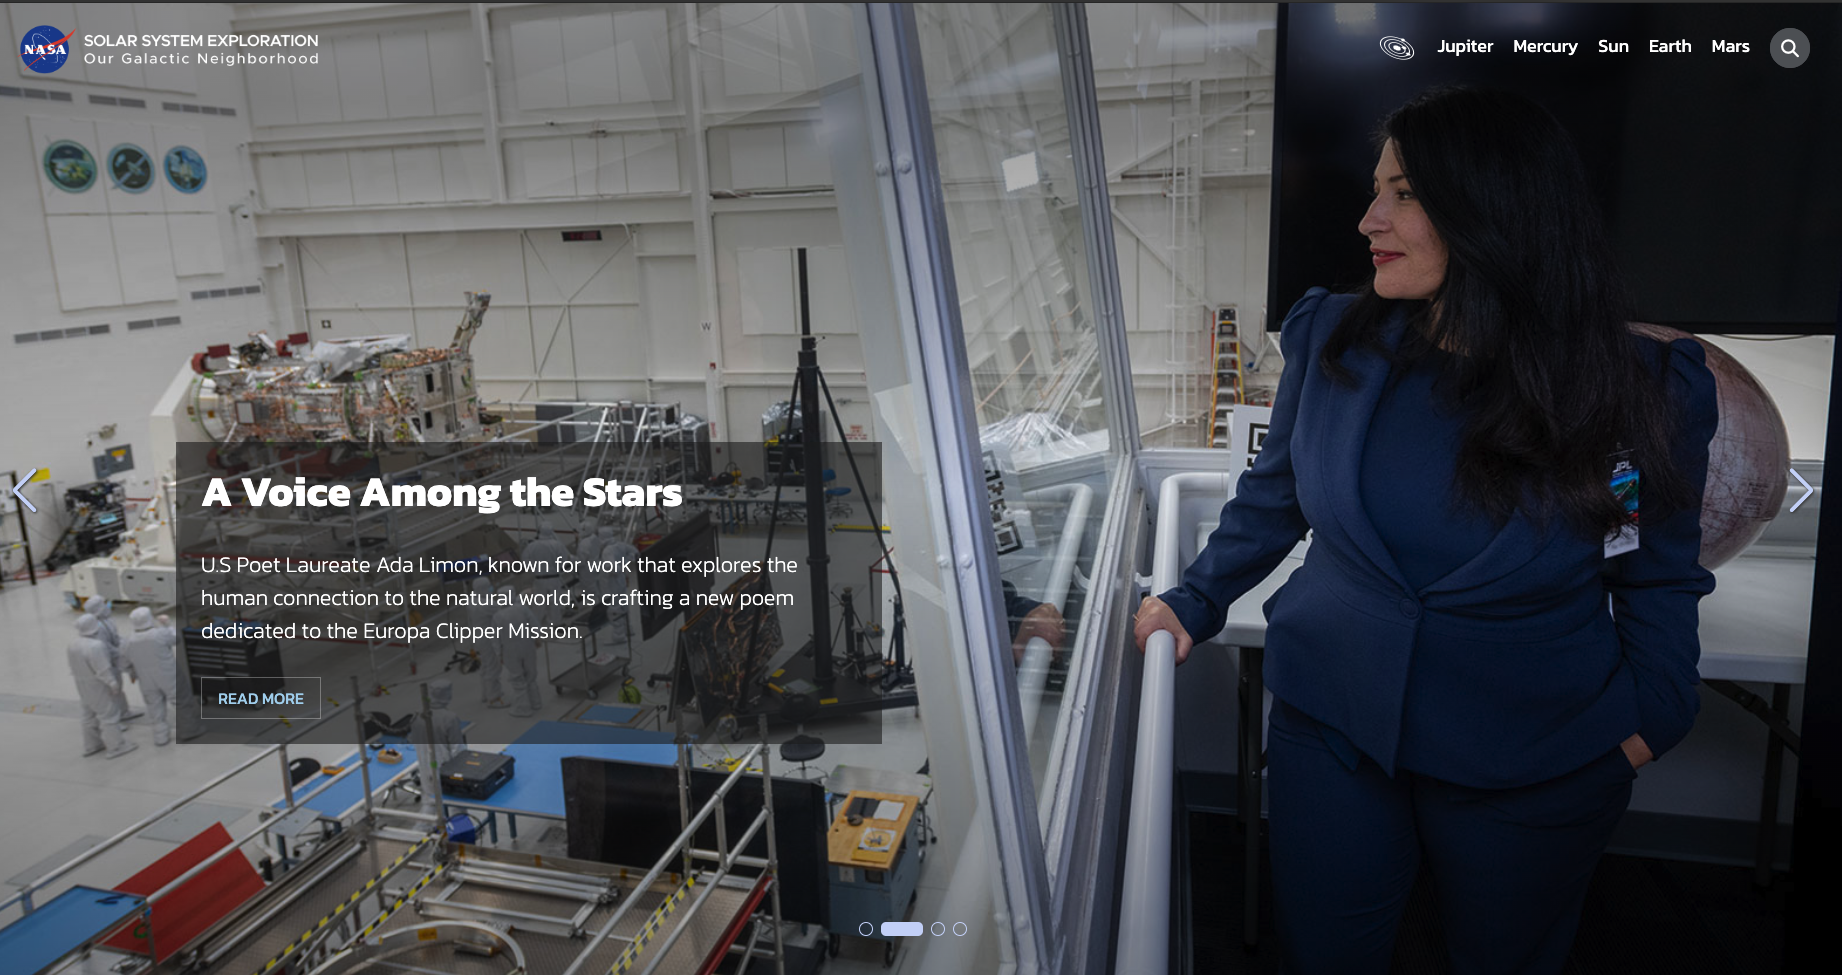 NASA
SOLAR SYSTEM EXPLORATION
Our Galactic Neighborhood
Jupiter Mercury Sun Earth Mars
W
JPL
A Voice Among the Stars
U.S Poet Laureate Ada Limon, known for work that explores the
human connection to the natural world, is crafting a new poem
dedicated to the Europa Clipper Mission.
READ MORE